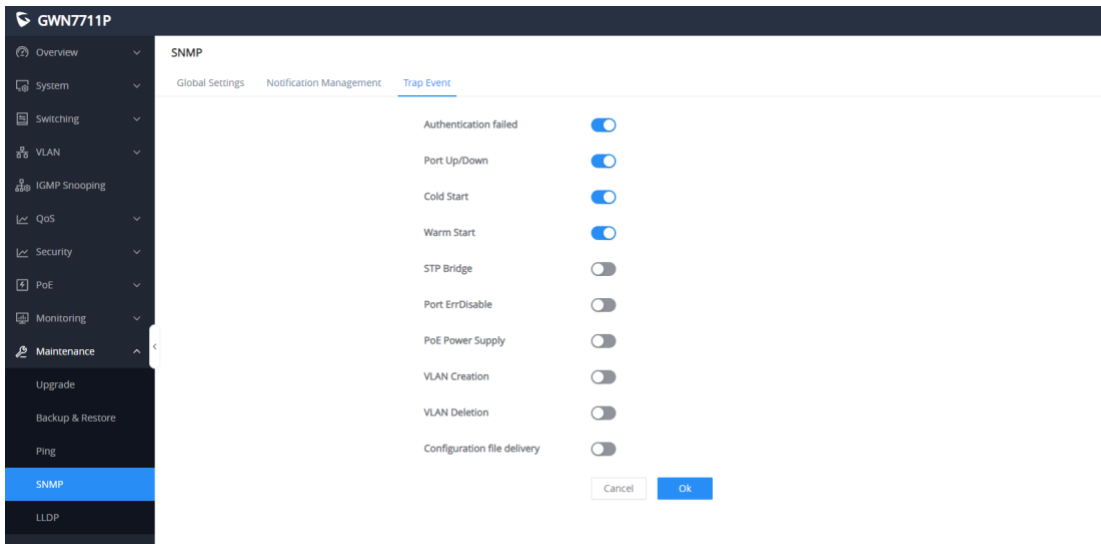 GWN7711P
Overview
System
Switching
VLAN
IGMP Snooping
QoS
Security
PoE
Monitoring
Maintenance
Upgrade
Backup & Restore
Ping
SNMP
LLDP
SNMP
Global Settings Notification Management Trap Event
Authentication failed
Port Up/Down
Cold Start
Warm Start
STP Bridge
Port ErrDisable
PoE Power Supply
VLAN Creation
VLAN Deletion
Configuration file delivery
Cancel Ok